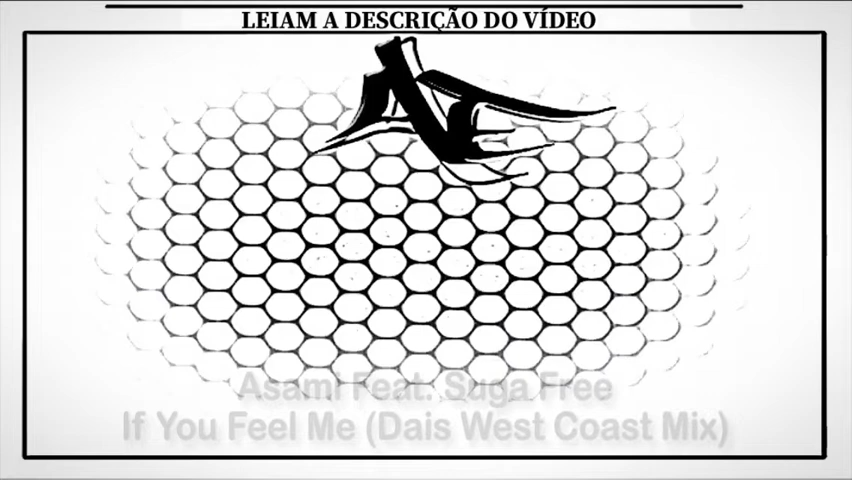 LEIAM A DESCRIÇÃO DO VÍDEO
Asami Feat. Suga Free
If You Feel Me (Dais West Coast Mix)